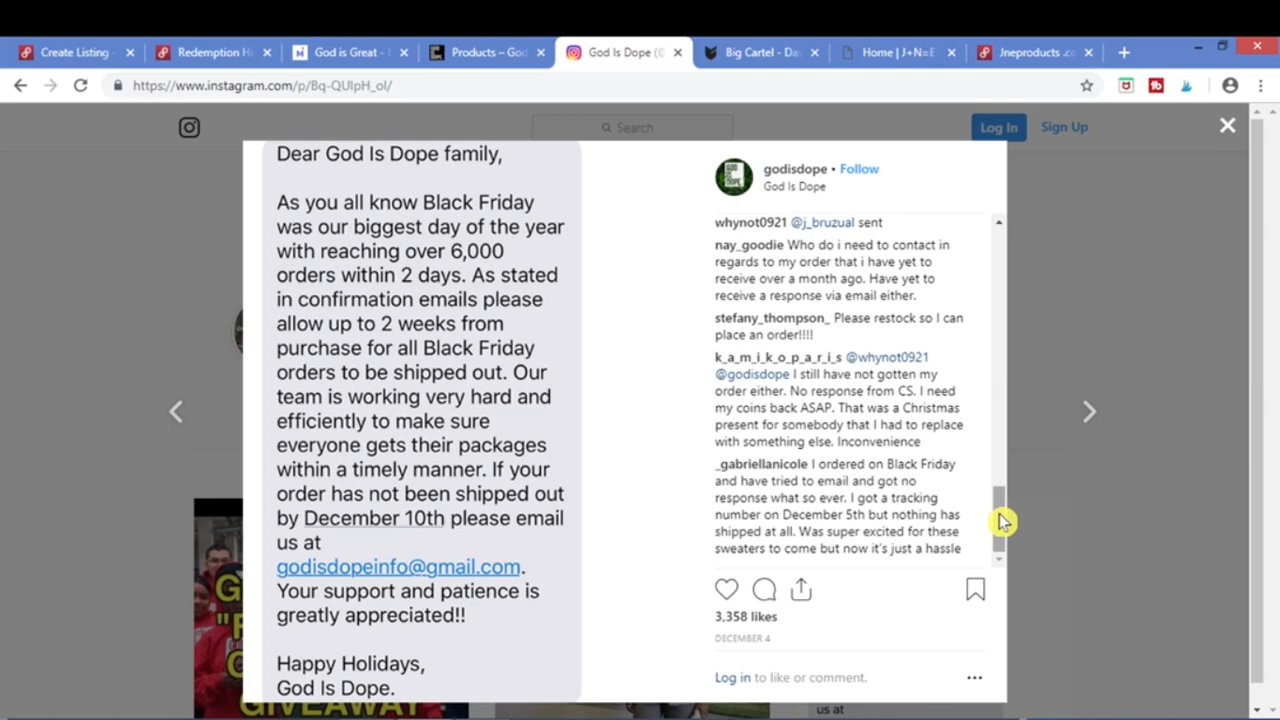 Create Listing -
Redemption Hi
God is Great -
Products – God
God Is Dope (
Big Cartel - Da
Home | J+N=E
Jneproducts .co
https://www.instagram.com/p/Bq-QUlpH_ol/
Search
Log In
Sign Up
Dear God Is Dope family,
As you all know Black Friday
was our biggest day of the year
with reaching over 6,000
orders within 2 days. As stated
in confirmation emails please
allow up to 2 weeks from
purchase for all Black Friday
orders to be shipped out. Our
team is working very hard and
efficiently to make sure
everyone gets their packages
within a timely manner. If your
order has not been shipped out
by December 10th please email
us at
godisdopeinfo@gmail.com.
Your support and patience is
greatly appreciated!!
Happy Holidays,
God Is Dope.
godisdope • Follow
God Is Dope
whynot0921 @j_bruzual sent
nay_goodie Who do i need to contact in
regards to my order that i have yet to
receive over a month ago. Have yet to
receive a response via email either.
stefany_thompson_ Please restock so I can
place an order!!!!
k_a_m_i_k_o_p_a_r_i_s @whynot0921
@godisdope I still have not gotten my
order either. No response from CS. I need
my coins back ASAP. That was a Christmas
present for somebody that I had to replace
with something else. Inconvenience
_gabriellanicole I ordered on Black Friday
and have tried to email and got no
response what so ever. I got a tracking
number on December 5th but nothing has
shipped at all. Was super excited for these
sweaters to come but now it's just a hassle
3,358 likes
DECEMBER 4
Log in to like or comment.
GIVEAWAY
us at